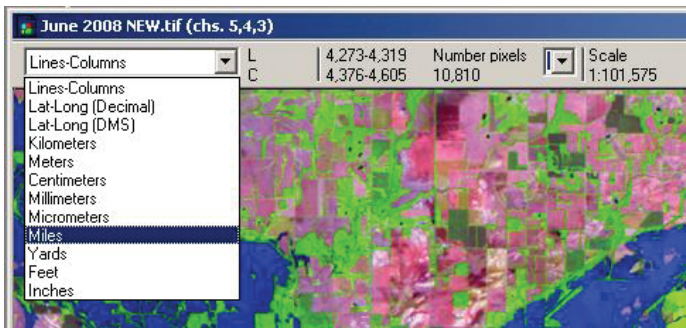 June 2008 NEW.tif (chs. 5,4,3)
Lines-Columns L 4,273-4,319 Number pixels Scale
C 4,376-4,605 10,810 1:101,575
Lines-Columns
Lat-Long (Decimal)
Lat-Long (DMS)
Kilometers
Meters
Centimeters
Millimeters
Micrometers
Miles
Yards
Feet
Inches